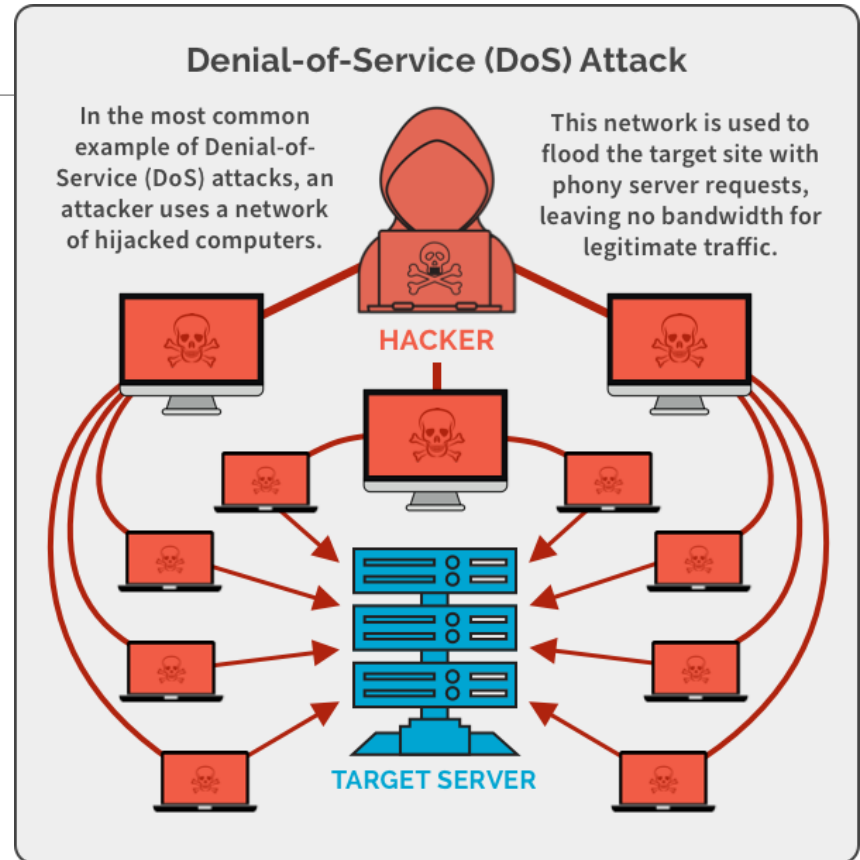 Denial-of-Service (DoS) Attack
In the most common
example of Denial-of-
Service (DoS) attacks, an
attacker uses a network
of hijacked computers.
This network is used to
flood the target site with
phony server requests,
leaving no bandwidth for
legitimate traffic.
HACKER
TARGET SERVER